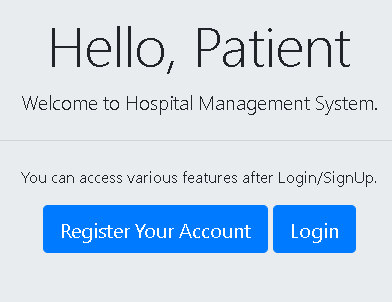 Hello, Patient
Welcome to Hospital Management System.
You can access various features after Login/SignUp.
Register Your Account
Login